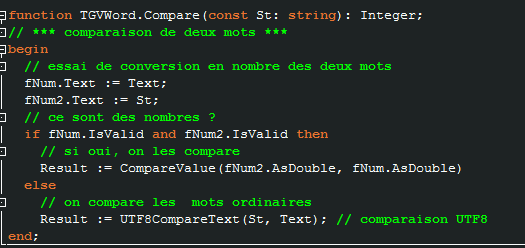 function TGVWord.Compare(const St: string): Integer;
// *** comparaison de deux mots ***
begin
  // essai de conversion en nombre des deux mots
  fNum.Text := Text;
  fNum2.Text := St;
  // ce sont des nombres ?
  if fNum.IsValid and fNum2.IsValid then
    // si oui, on les compare
    Result := CompareValue(fNum2.AsDouble, fNum.AsDouble)
  else
    // on compare les  mots ordinaires
    Result := UTF8CompareText(St, Text); // comparaison UTF8
end;